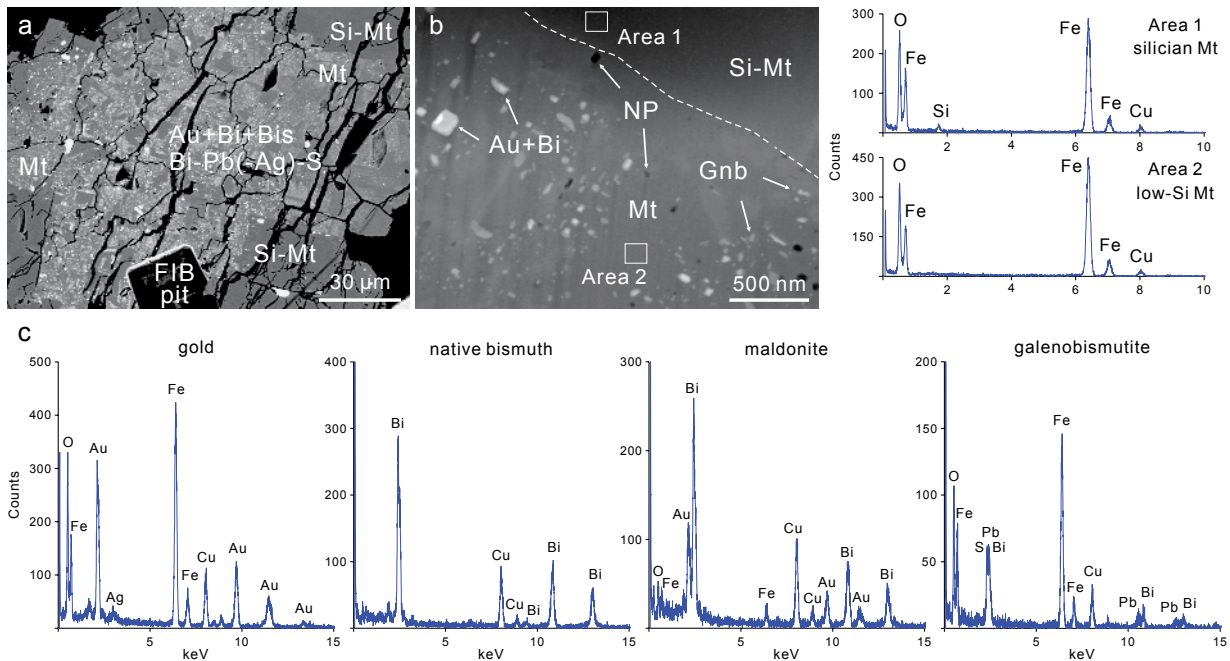 a
Si-Mt
Mt
Au+Bi+Bis
Bi-Pb(-Ag)-S
Mt
Si-Mt
FIB
pit
30 µm
b
Area 1
Si-Mt
NP
Au+Bi
Gnb
Mt
Area 2
500 nm
Counts
300
200
100
O
Fe
Si
Fe
Fe
Cu
Area 1
silician Mt
2
4
6
8
10
450
300
150
O
Fe
Fe
Fe
Cu
Area 2
low-Si Mt
0
2
4
6
8
10
c
gold
Counts
500
400
300
200
100
O
Fe
Au
Ag
Fe
Fe
Cu
Au
Au
Au
5
10
15
keV
native bismuth
400
300
200
100
Bi
Cu
Cu
Bi
Bi
Bi
5
10
15
keV
maldonite
300
200
100
O
Fe
Au
Bi
Fe
Cu
Cu
Au
Bi
Au
Bi
5
10
15
keV
galenobismutite
200
150
100
50
O
Fe
Pb
S Bi
Fe
Fe
Cu
Pb
Bi
Pb
Bi
5
10
15
keV